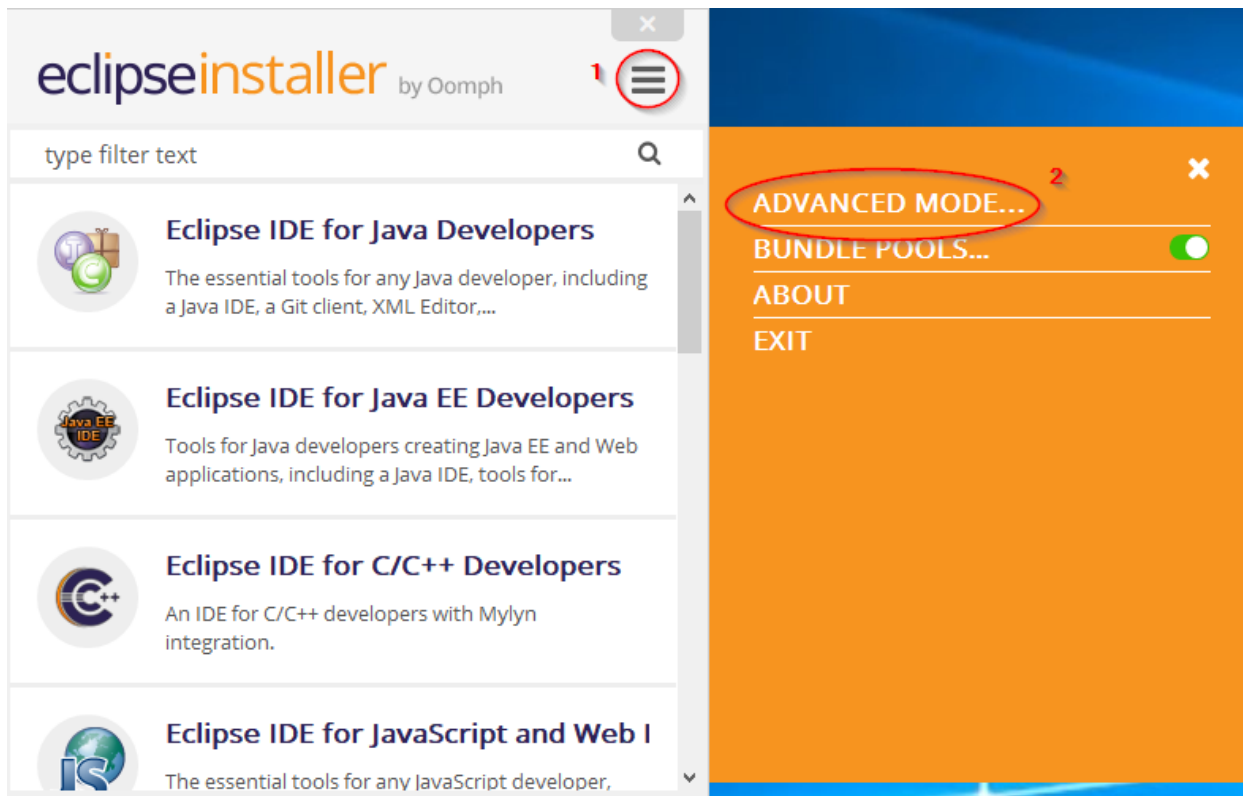 eclipseinstaller by Oomph
1
type filter text
Eclipse IDE for Java Developers
The essential tools for any Java developer, including
a Java IDE, a Git client, XML Editor,...
Java EE
IDE
Eclipse IDE for Java EE Developers
Tools for Java developers creating Java EE and Web
applications, including a Java IDE, tools for...
C++
Eclipse IDE for C/C++ Developers
An IDE for C/C++ developers with Mylyn
integration.
JS
Eclipse IDE for JavaScript and Web
The essential tools for any JavaScript developer,
2
ADVANCED MODE...
BUNDLE POOLS...
ABOUT
EXIT